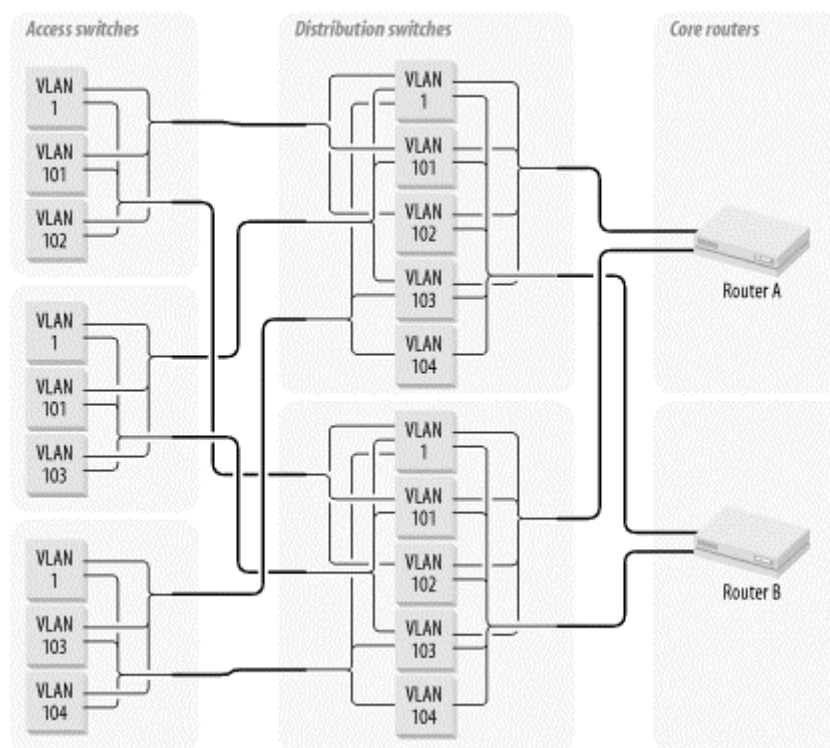 Access switches
VLAN
1
VLAN
101
VLAN
102
VLAN
1
VLAN
101
VLAN
103
VLAN
1
VLAN
103
VLAN
104
Distribution switches
VLAN
1
VLAN
101
VLAN
102
VLAN
103
VLAN
104
VLAN
1
VLAN
101
VLAN
102
VLAN
103
VLAN
104
Core routers
Router A
Router B